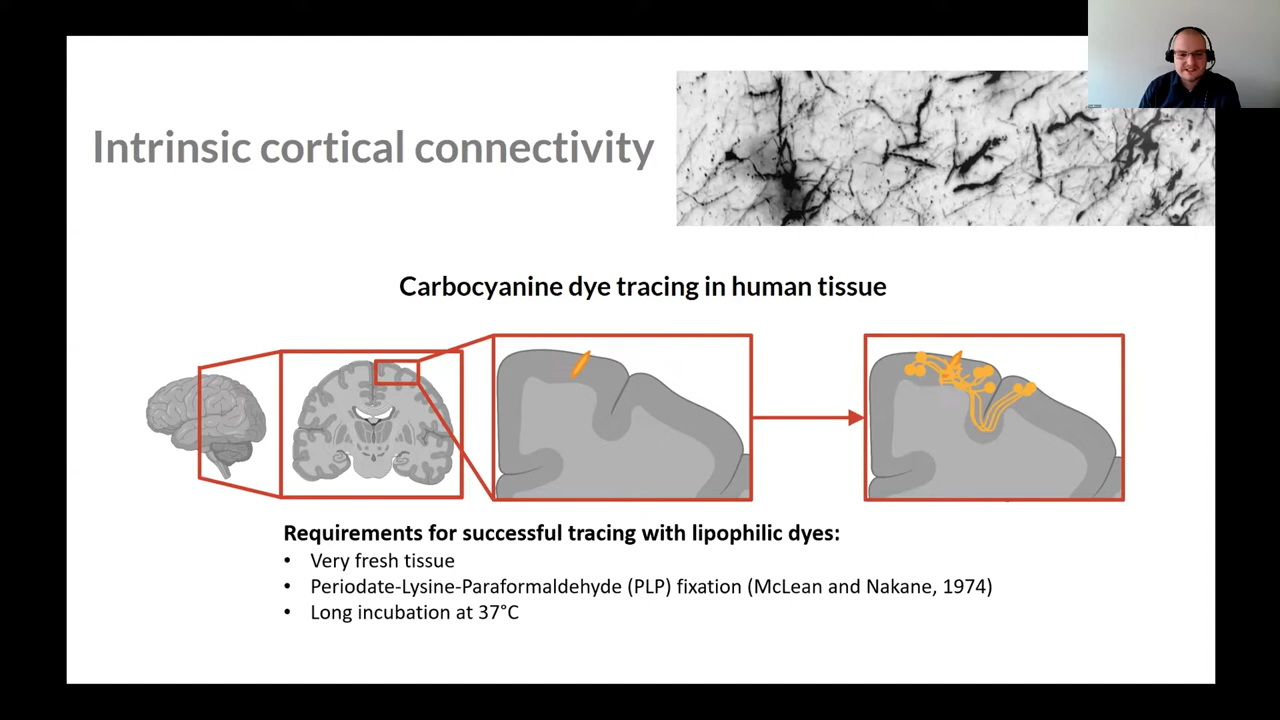 Intrinsic cortical connectivity
Carbocyanine dye tracing in human tissue
Requirements for successful tracing with lipophilic dyes:
• Very fresh tissue
• Periodate-Lysine-Paraformaldehyde (PLP) fixation (McLean and Nakane, 1974)
• Long incubation at 37°C